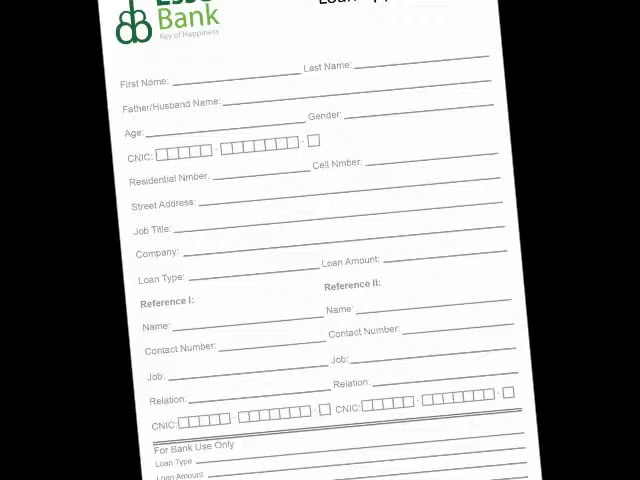 Bank
Key of Happiness
First Name: Last Name:
Father/Husband Name:
Age: Gender:
CNIC: - -
Residential Nmber. Cell Nmber:
Street Address:
Job Title:
Company:
Loan Type: Loan Amount:
Reference I: Reference II:
Name: Name:
Contact Number: Contact Number:
Job: Job:
Relation: Relation:
CNIC: - - CNIC: - -
For Bank Use Only
Loan Type
Loan Amount